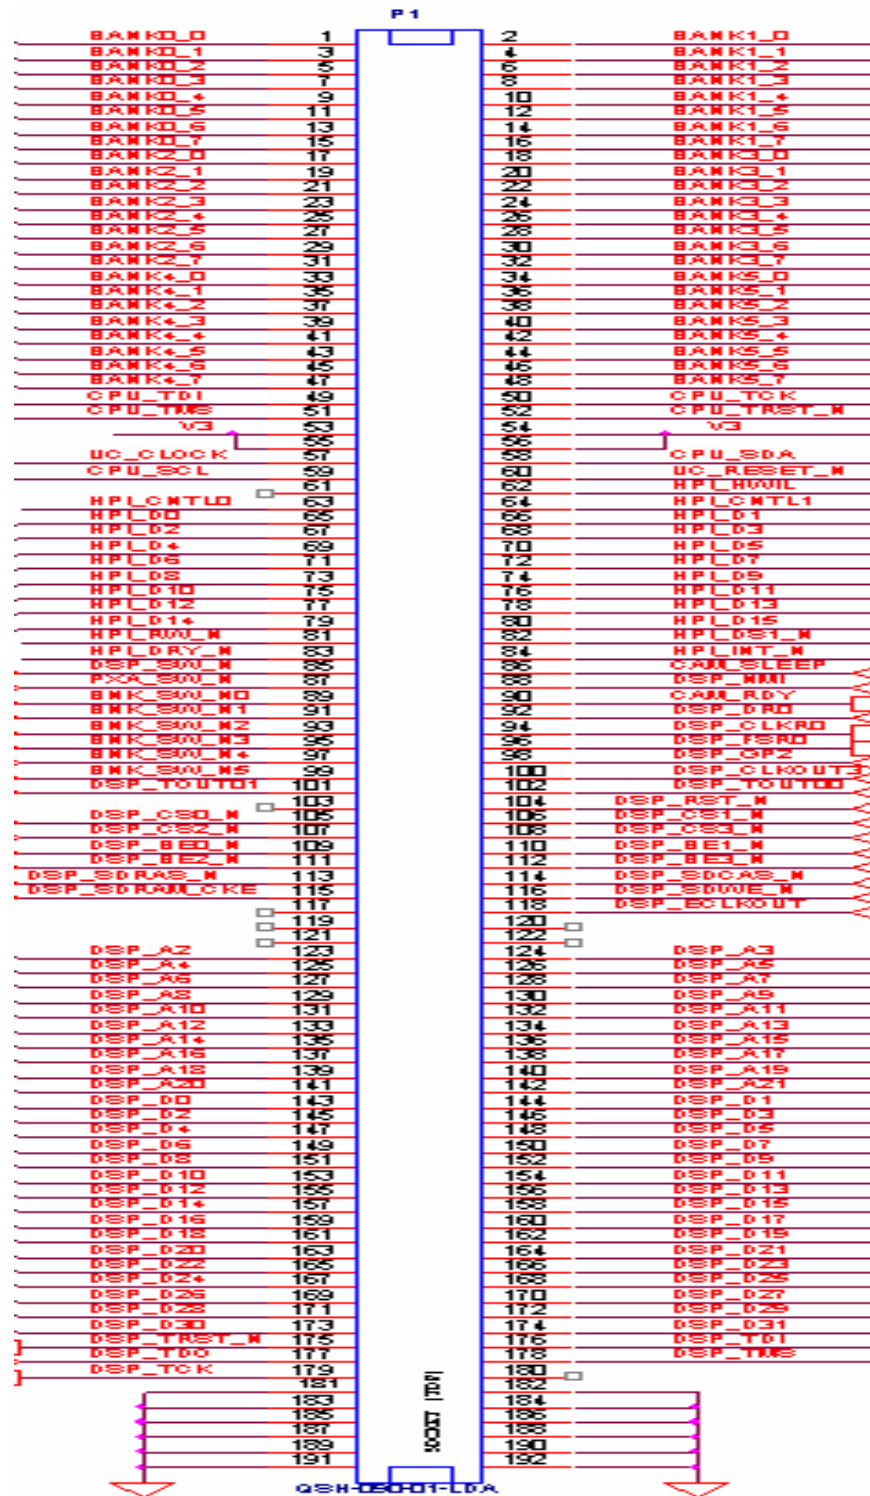 P1
BANK0_0 1 2 BANK1_0
BANK0_1 3 4 BANK1_1
BANK0_2 5 6 BANK1_2
BANK0_3 7 8 BANK1_3
BANK0_4 9 10 BANK1_4
BANK0_5 11 12 BANK1_5
BANK0_6 13 14 BANK1_6
BANK0_7 15 16 BANK1_7
BANK2_0 17 18 BANK3_0
BANK2_1 19 20 BANK3_1
BANK2_2 21 22 BANK3_2
BANK2_3 23 24 BANK3_3
BANK2_4 25 26 BANK3_4
BANK2_5 27 28 BANK3_5
BANK2_6 29 30 BANK3_6
BANK2_7 31 32 BANK3_7
BANK4_0 33 34 BANK5_0
BANK4_1 35 36 BANK5_1
BANK4_2 37 38 BANK5_2
BANK4_3 39 40 BANK5_3
BANK4_4 41 42 BANK5_4
BANK4_5 43 44 BANK5_5
BANK4_6 45 46 BANK5_6
BANK4_7 47 48 BANK5_7
CPU_TDI 49 50 CPU_TCK
CPU_TMS 51 52 CPU_TRST_N
V3 53 54 V3
55 56
UC_CLOCK 57 58 CPU_SDA
CPU_SCL 59 60 UC_RESET_N
61 62 HPI_HWIL
HPI_CNTL0 63 64 HPI_CNTL1
HPI_D0 65 66 HPI_D1
HPI_D2 67 68 HPI_D3
HPI_D4 69 70 HPI_D5
HPI_D6 71 72 HPI_D7
HPI_D8 73 74 HPI_D9
HPI_D10 75 76 HPI_D11
HPI_D12 77 78 HPI_D13
HPI_D14 79 80 HPI_D15
HPI_RW_N 81 82 HPI_DS1_N
HPI_DRY_N 83 84 HPI_INT_N
DSP_SW_N 85 86 CAM_SLEEP
PXA_SW_N 87 88 DSP_NMI
BNK_SW_N0 89 90 CAM_RDY
BNK_SW_N1 91 92 DSP_DR0
BNK_SW_N2 93 94 DSP_CLKR0
BNK_SW_N3 95 96 DSP_FSR0
BNK_SW_N4 97 98 DSP_GP2
BNK_SW_N5 99 100 DSP_CLKOUT3
DSP_TOUT01 101 102 DSP_TOUT00
103 104 DSP_RST_N
DSP_CS0_N 105 106 DSP_CS1_N
DSP_CS2_N 107 108 DSP_CS3_N
DSP_BE0_N 109 110 DSP_BE1_N
DSP_BE2_N 111 112 DSP_BE3_N
DSP_SDRAS_N 113 114 DSP_SDCAS_N
DSP_SDRAM_CKE 115 116 DSP_SDWE_N
117 118 DSP_ECLKOUT
119 120
121 122
DSP_A2 123 124 DSP_A3
DSP_A4 125 126 DSP_A5
DSP_A6 127 128 DSP_A7
DSP_A8 129 130 DSP_A9
DSP_A10 131 132 DSP_A11
DSP_A12 133 134 DSP_A13
DSP_A14 135 136 DSP_A15
DSP_A16 137 138 DSP_A17
DSP_A18 139 140 DSP_A19
DSP_A20 141 142 DSP_A21
DSP_D0 143 144 DSP_D1
DSP_D2 145 146 DSP_D3
DSP_D4 147 148 DSP_D5
DSP_D6 149 150 DSP_D7
DSP_D8 151 152 DSP_D9
DSP_D10 153 154 DSP_D11
DSP_D12 155 156 DSP_D13
DSP_D14 157 158 DSP_D15
DSP_D16 159 160 DSP_D17
DSP_D18 161 162 DSP_D19
DSP_D20 163 164 DSP_D21
DSP_D22 165 166 DSP_D23
DSP_D24 167 168 DSP_D25
DSP_D26 169 170 DSP_D27
DSP_D28 171 172 DSP_D29
DSP_D30 173 174 DSP_D31
DSP_TRST_N 175 176 DSP_TDI
DSP_TDO 177 178 DSP_TMS
DSP_TCK 179 180
181 182
183 184
185 186
187 188
189 190
191 192
QSH-090-01-LDA